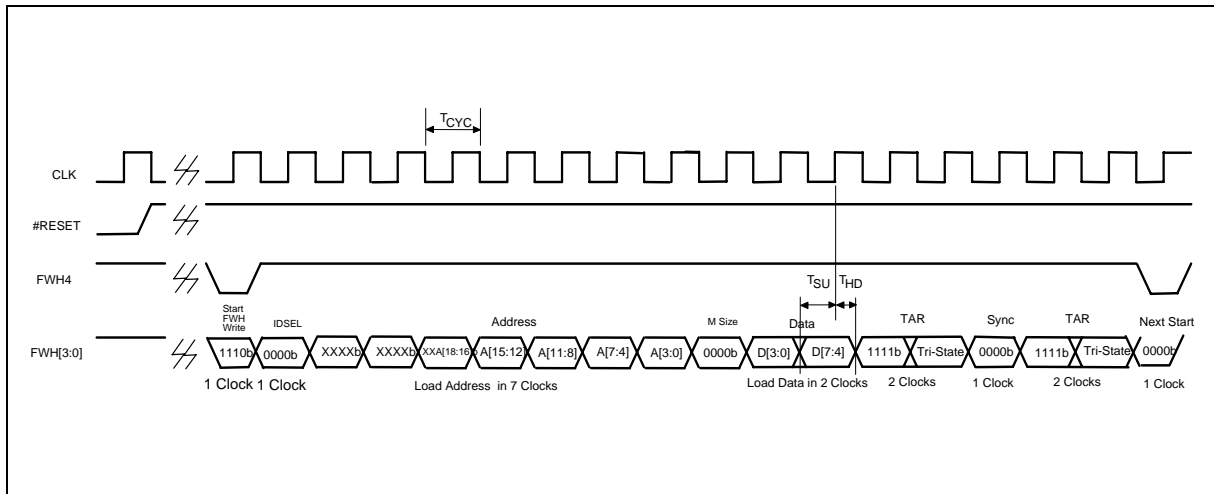 TCYC
CLK
#RESET
FWH4
TSU THD
Start
FWH
Write
IDSEL
Address
M Size
Data
TAR
Sync
TAR
Next Start
FWH[3:0]
1110b 0000b XXXXb XXXXb XXA[18:16]b A[15:12] A[11:8] A[7:4] A[3:0] 0000b D[3:0] D[7:4] 1111b Tri-State 0000b 1111b Tri-State 0000b
1 Clock 1 Clock Load Address in 7 Clocks Load Data in 2 Clocks 2 Clocks 1 Clock 2 Clocks 1 Clock